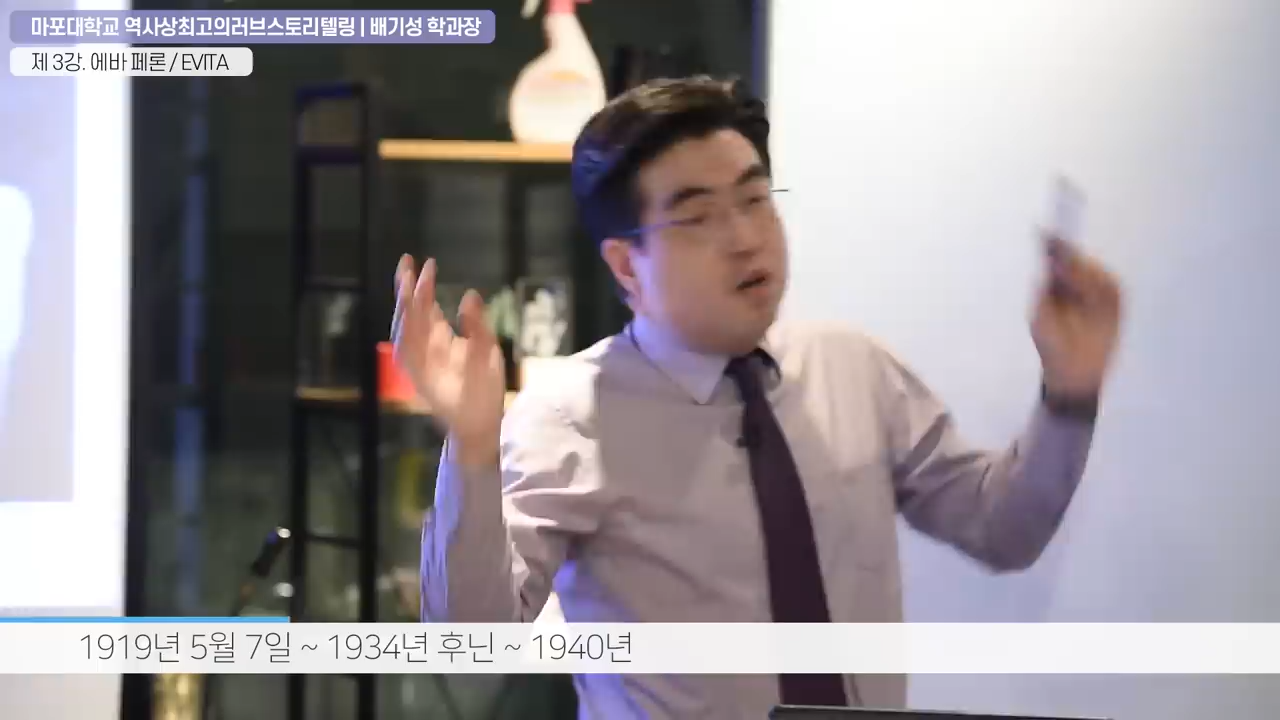 마포대학교 역사상최고의러브스토리텔링 | 배기성 학과장
제 3강. 에바 페론 / EVITA
1919년 5월 7일 ~ 1934년 후닌 ~ 1940년